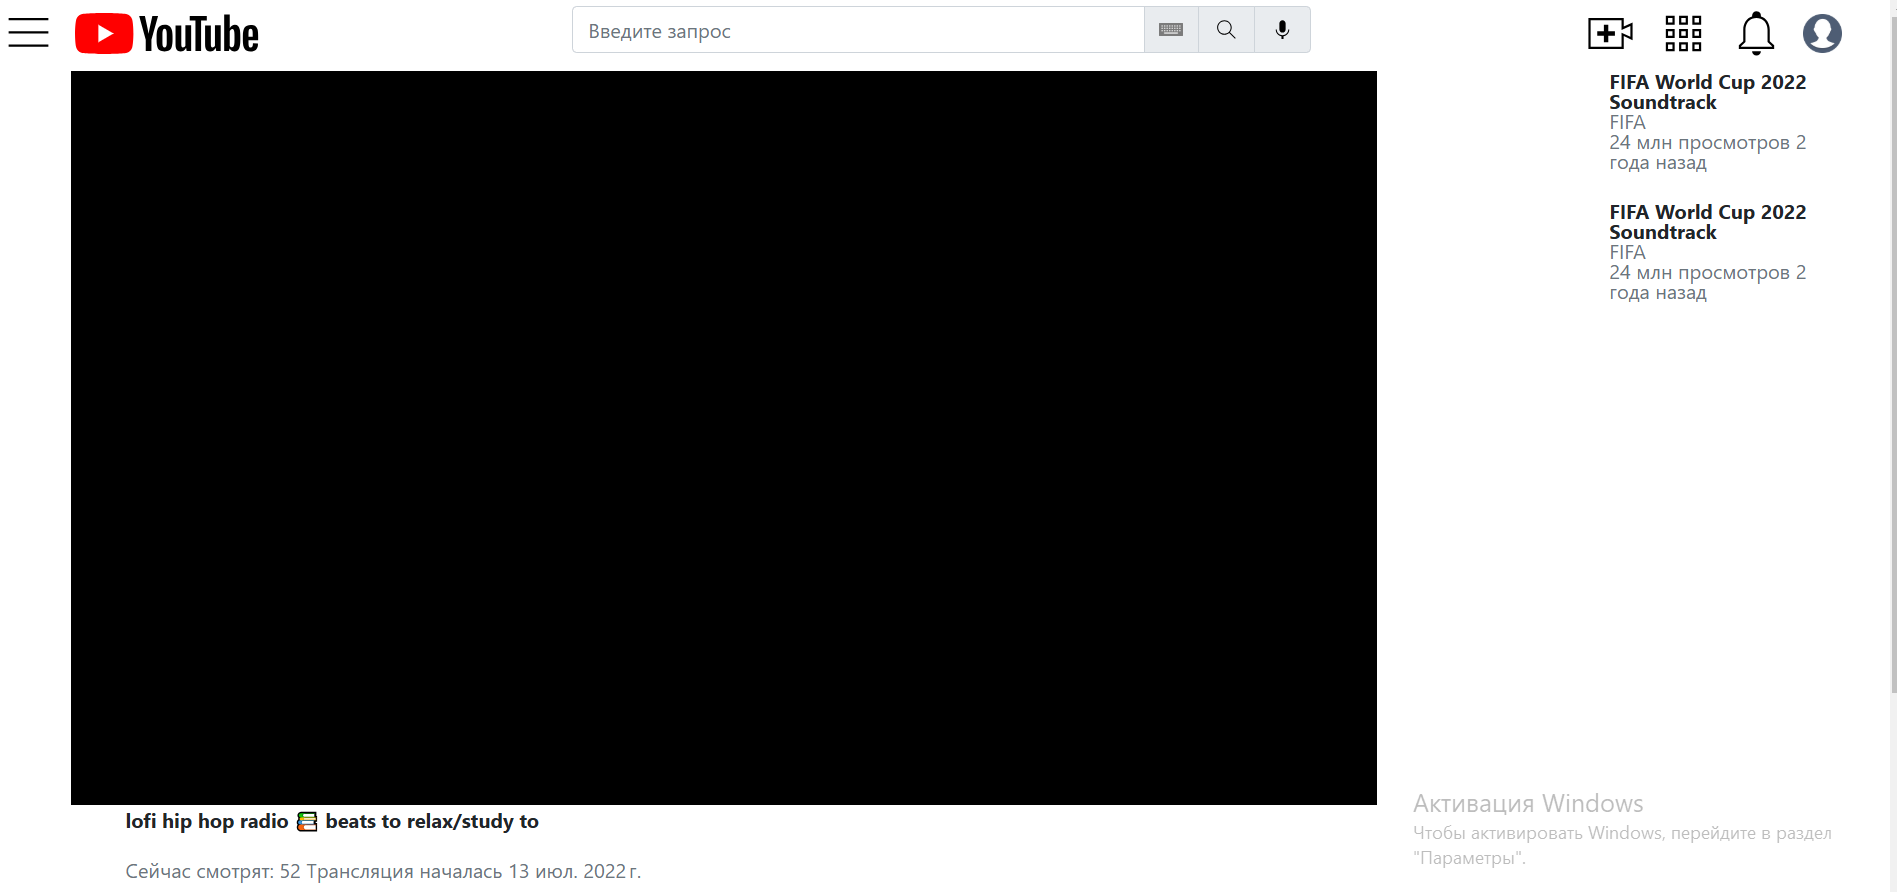 YouTube
Введите запрос
FIFA World Cup 2022
Soundtrack
FIFA
24 млн просмотров 2
года назад
FIFA World Cup 2022
Soundtrack
FIFA
24 млн просмотров 2
года назад
lofi hip hop radio 📚 beats to relax/study to
Сейчас смотрят: 52 Трансляция началась 13 июл. 2022 г.
Активация Windows
Чтобы активировать Windows, перейдите в раздел
"Параметры".